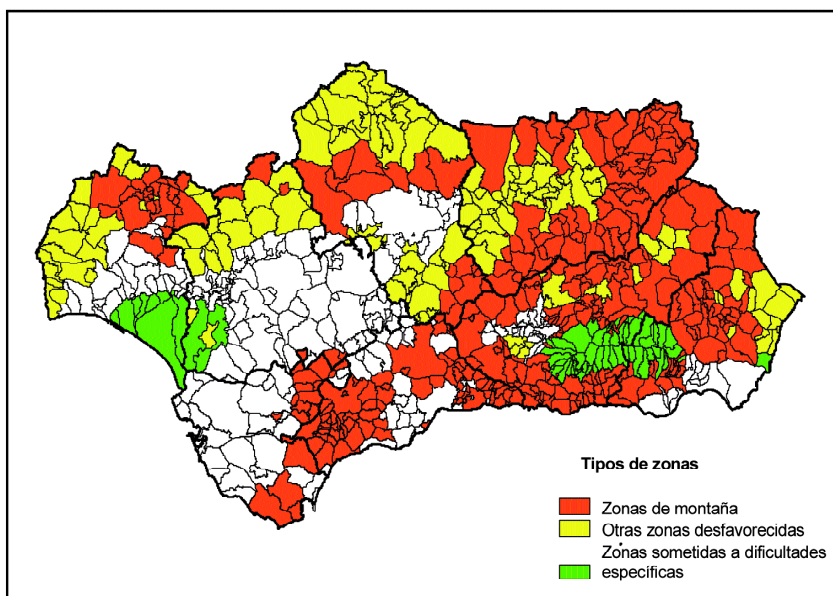 Tipos de zonas
Zonas de montaña
Otras zonas desfavorecidas
Zonas sometidas a dificultades
específicas